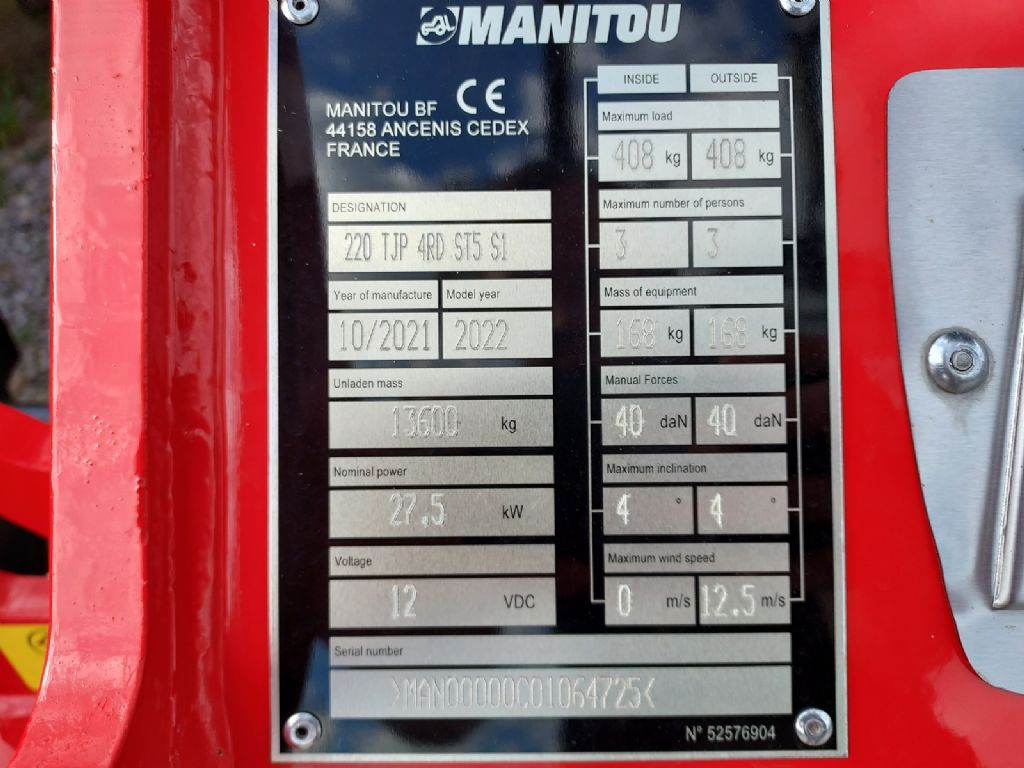 MANITOU
MANITOU BF CE
44158 ANCENIS CEDEX
FRANCE
DESIGNATION
220 TJP 4RD ST5 S1
Year of manufacture Model year
10/2021 2022
Unladen mass
13600 kg
Nominal power
27.5 kW
Voltage
12 VDC
INSIDE OUTSIDE
Maximum load
408 kg 408 kg
Maximum number of persons
3 3
Mass of equipment
168 kg 168 kg
Manual Forces
40 daN 40 daN
Maximum inclination
4 ° 4 °
Maximum wind speed
0 m/s 12.5 m/s
Serial number
>MAN00000C01064725<
N° 52576904